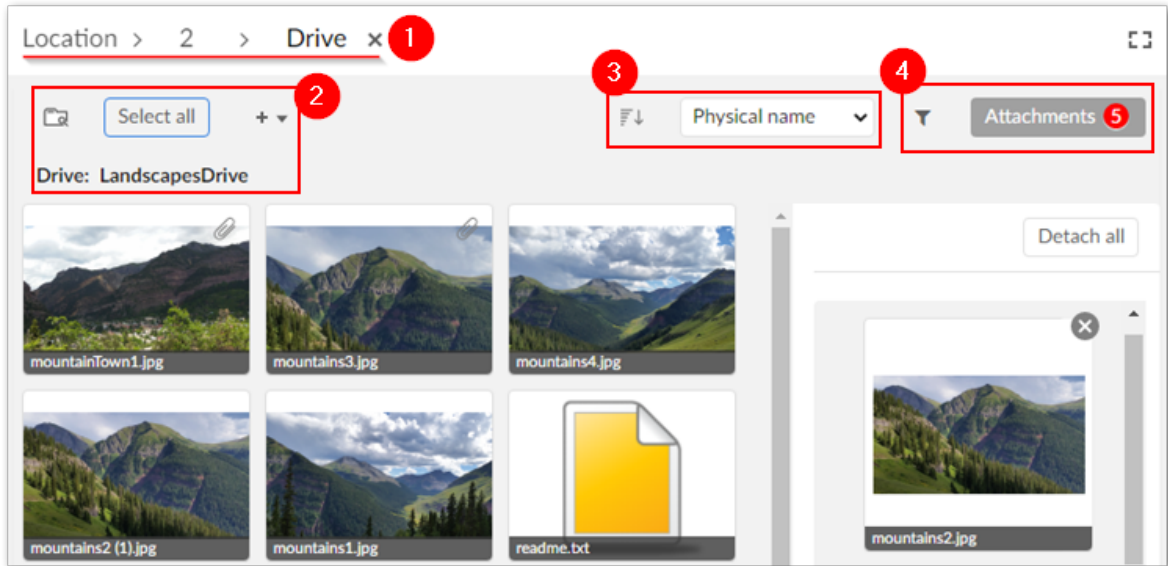 Location > 2 > Drive × 1
2
3
4
Select all + Physical name Attachments 5
Drive: LandscapesDrive
Detach all
mountainTown1.jpg mountains3.jpg mountains4.jpg
mountains2 (1).jpg mountains1.jpg readme.txt mountains2.jpg